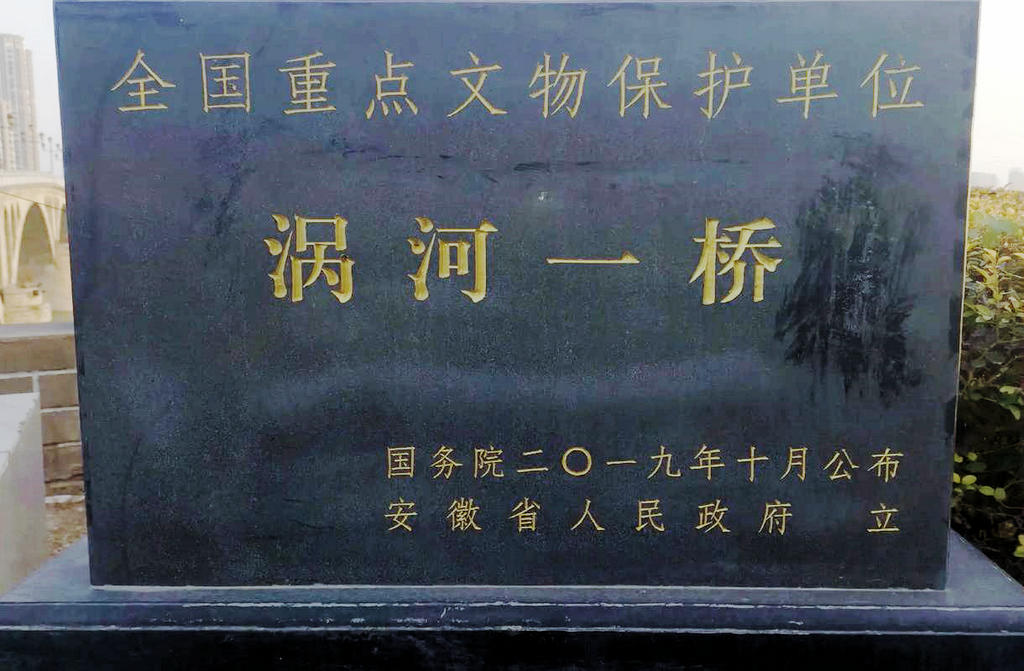 全国重点文物保护单位
涡河一桥
国务院二〇一九年十月公布
安徽省人民政府 立